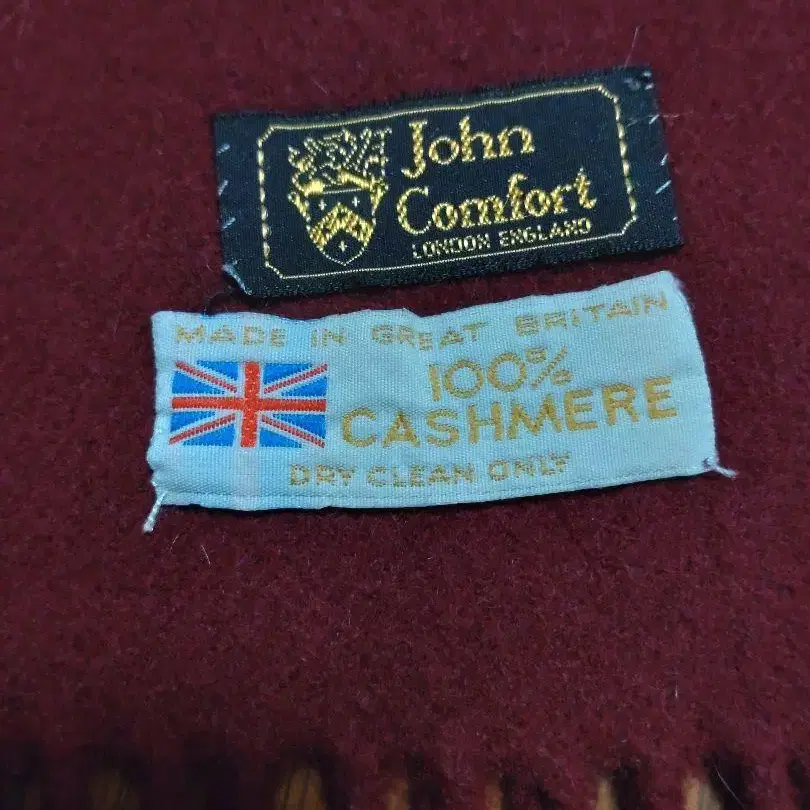 John
Comfort
LONDON ENGLAND
MADE IN GREAT BRITAIN
100%
CASHMERE
DRY CLEAN ONLY